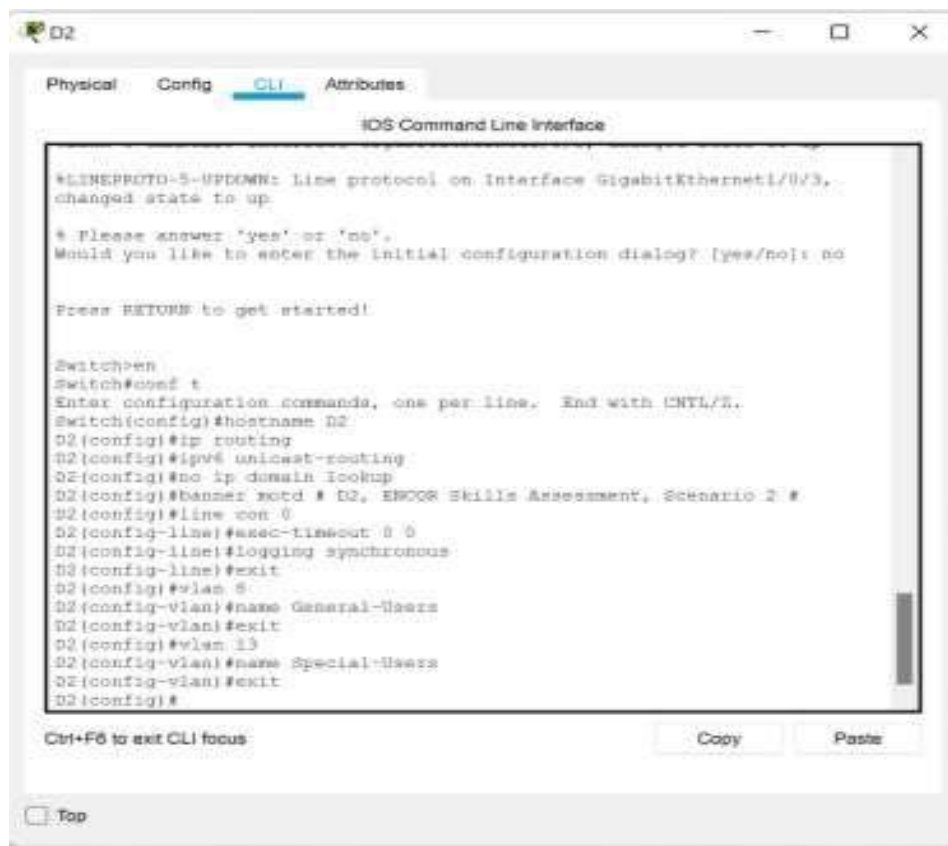 D2
Physical Config CLI Attributes
IOS Command Line Interface
%LINEPROTO-5-UPDOWN: Line protocol on Interface GigabitEthernet1/0/3,
changed state to up
% Please answer 'yes' or 'no'.
Would you like to enter the initial configuration dialog? [yes/no]: no
Press RETURN to get started!
Switch>en
Switch#conf t
Enter configuration commands, one per line. End with CNTL/Z.
Switch(config)#hostname D2
D2(config)#ip routing
D2(config)#ipv6 unicast-routing
D2(config)#no ip domain lookup
D2(config)#banner motd # D2, ENCOR Skills Assessment, Scenario 2 #
D2(config)#line con 0
D2(config-line)#exec-timeout 0 0
D2(config-line)#logging synchronous
D2(config-line)#exit
D2(config)#vlan
D2(config-vlan)#name General-Users
D2(config-vlan)#exit
D2(config)#vlan 13
D2(config-vlan)#name Special-Users
D2(config-vlan)#exit
D2(config)#
Ctrl+F6 to exit CLI focus
Copy Paste
Top